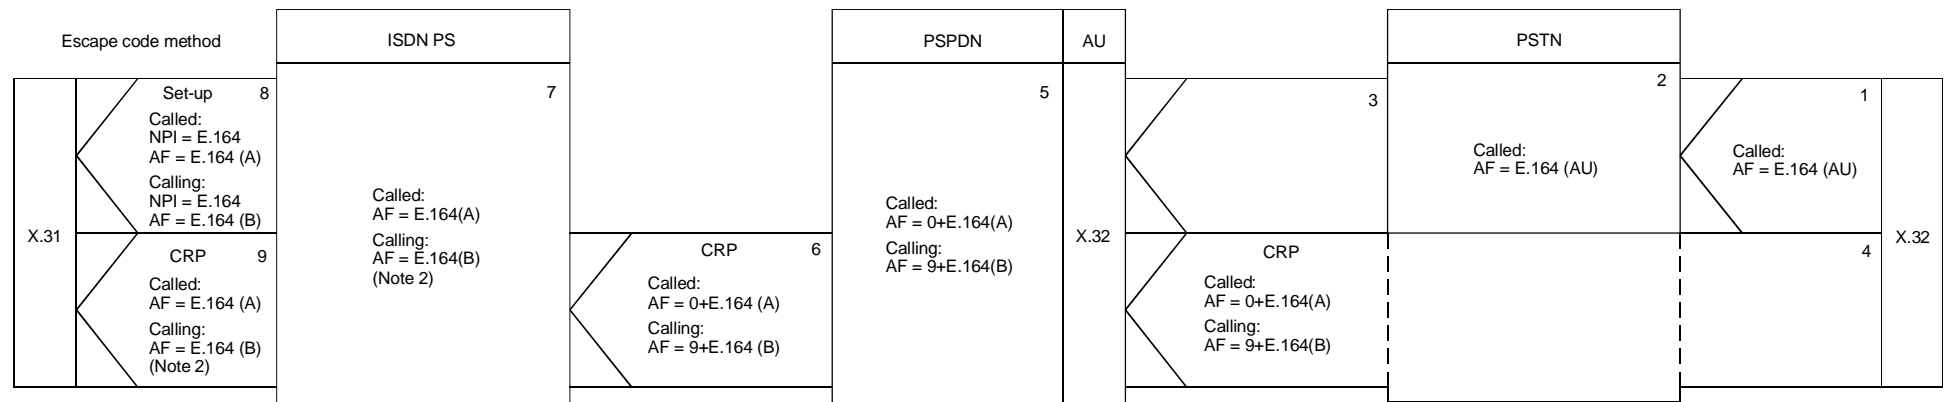 Escape code method
ISDN PS
PSPDN
AU
PSTN
X.31
Set-up 8
Called:
NPI = E.164
AF = E.164 (A)
Calling:
NPI = E.164
AF = E.164 (B)
CRP 9
Called:
AF = E.164 (A)
Calling:
AF = E.164 (B)
(Note 2)
7
Called:
AF = E.164(A)
Calling:
AF = E.164(B)
(Note 2)
CRP 6
Called:
AF = 0+E.164 (A)
Calling:
AF = 9+E.164 (B)
5
Called:
AF = 0+E.164(A)
Calling:
AF = 9+E.164(B)
X.32
3
CRP
Called:
AF = 0+E.164(A)
Calling:
AF = 9+E.164(B)
2
Called:
AF = E.164 (AU)
1
Called:
AF = E.164 (AU)
4
X.32